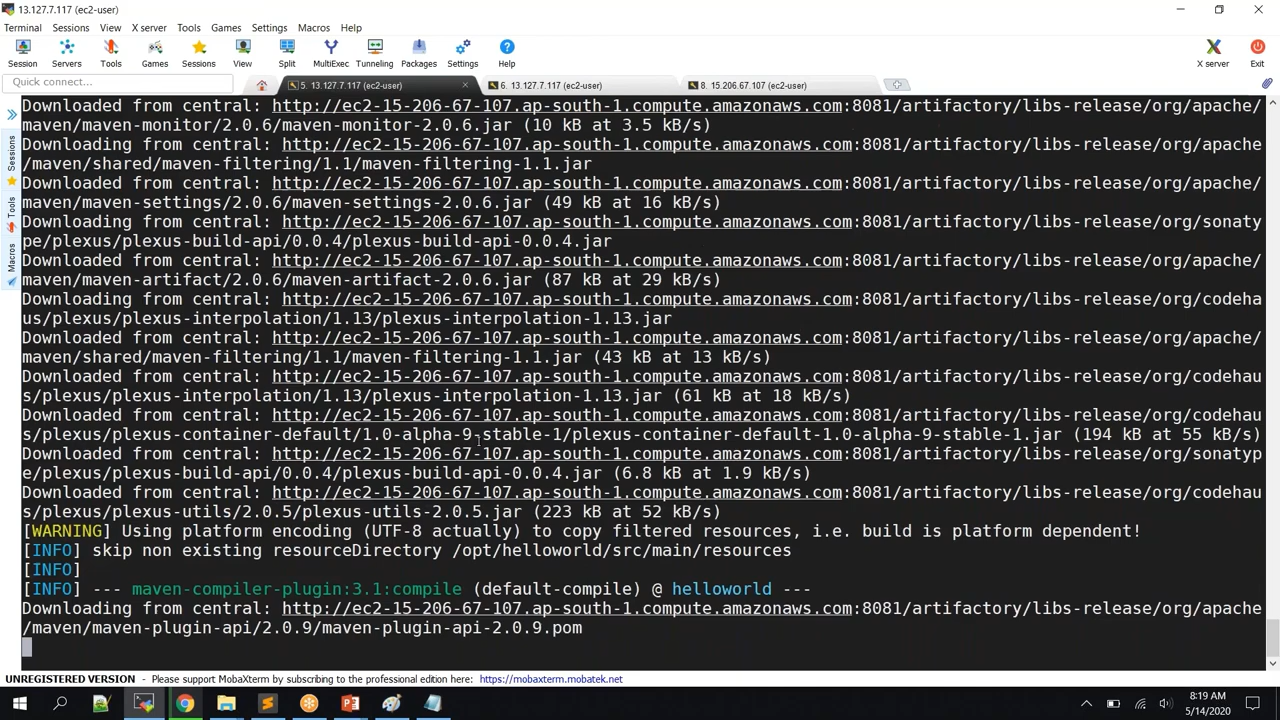 13.127.7.117 (ec2-user)
Terminal Sessions View X server Tools Games Settings Macros Help
Session Servers Tools Games Sessions View Split MultiExec Tunneling Packages Settings Help X server Exit
Quick connect...
5. 13.127.7.117 (ec2-user)
6. 13.127.7.117 (ec2-user)
8. 15.206.67.107 (ec2-user)
Sessions
Tools
Macros
Downloaded from central: http://ec2-15-206-67-107.ap-south-1.compute.amazonaws.com:8081/artifactory/libs-release/org/apache/
maven/maven-monitor/2.0.6/maven-monitor-2.0.6.jar (10 kB at 3.5 kB/s)
Downloading from central: http://ec2-15-206-67-107.ap-south-1.compute.amazonaws.com:8081/artifactory/libs-release/org/apache
/maven/shared/maven-filtering/1.1/maven-filtering-1.1.jar
Downloaded from central: http://ec2-15-206-67-107.ap-south-1.compute.amazonaws.com:8081/artifactory/libs-release/org/apache/
maven/maven-settings/2.0.6/maven-settings-2.0.6.jar (49 kB at 16 kB/s)
Downloading from central: http://ec2-15-206-67-107.ap-south-1.compute.amazonaws.com:8081/artifactory/libs-release/org/sonaty
pe/plexus/plexus-build-api/0.0.4/plexus-build-api-0.0.4.jar
Downloaded from central: http://ec2-15-206-67-107.ap-south-1.compute.amazonaws.com:8081/artifactory/libs-release/org/apache/
maven/maven-artifact/2.0.6/maven-artifact-2.0.6.jar (87 kB at 29 kB/s)
Downloading from central: http://ec2-15-206-67-107.ap-south-1.compute.amazonaws.com:8081/artifactory/libs-release/org/codeha
us/plexus/plexus-interpolation/1.13/plexus-interpolation-1.13.jar
Downloaded from central: http://ec2-15-206-67-107.ap-south-1.compute.amazonaws.com:8081/artifactory/libs-release/org/apache/
maven/shared/maven-filtering/1.1/maven-filtering-1.1.jar (43 kB at 13 kB/s)
Downloaded from central: http://ec2-15-206-67-107.ap-south-1.compute.amazonaws.com:8081/artifactory/libs-release/org/codehau
s/plexus/plexus-interpolation/1.13/plexus-interpolation-1.13.jar (61 kB at 18 kB/s)
Downloaded from central: http://ec2-15-206-67-107.ap-south-1.compute.amazonaws.com:8081/artifactory/libs-release/org/codehau
s/plexus/plexus-container-default/1.0-alpha-9-stable-1/plexus-container-default-1.0-alpha-9-stable-1.jar (194 kB at 55 kB/s)
Downloaded from central: http://ec2-15-206-67-107.ap-south-1.compute.amazonaws.com:8081/artifactory/libs-release/org/sonatyp
e/plexus/plexus-build-api/0.0.4/plexus-build-api-0.0.4.jar (6.8 kB at 1.9 kB/s)
Downloaded from central: http://ec2-15-206-67-107.ap-south-1.compute.amazonaws.com:8081/artifactory/libs-release/org/codehau
s/plexus/plexus-utils/2.0.5/plexus-utils-2.0.5.jar (223 kB at 52 kB/s)
[WARNING] Using platform encoding (UTF-8 actually) to copy filtered resources, i.e. build is platform dependent!
[INFO] skip non existing resourceDirectory /opt/helloworld/src/main/resources
[INFO]
[INFO] --- maven-compiler-plugin:3.1:compile (default-compile) @ helloworld ---
Downloading from central: http://ec2-15-206-67-107.ap-south-1.compute.amazonaws.com:8081/artifactory/libs-release/org/apache
/maven/maven-plugin-api/2.0.9/maven-plugin-api-2.0.9.pom
UNREGISTERED VERSION - Please support MobaXterm by subscribing to the professional edition here: https://mobaxterm.mobatek.net
8:19 AM
5/14/2020